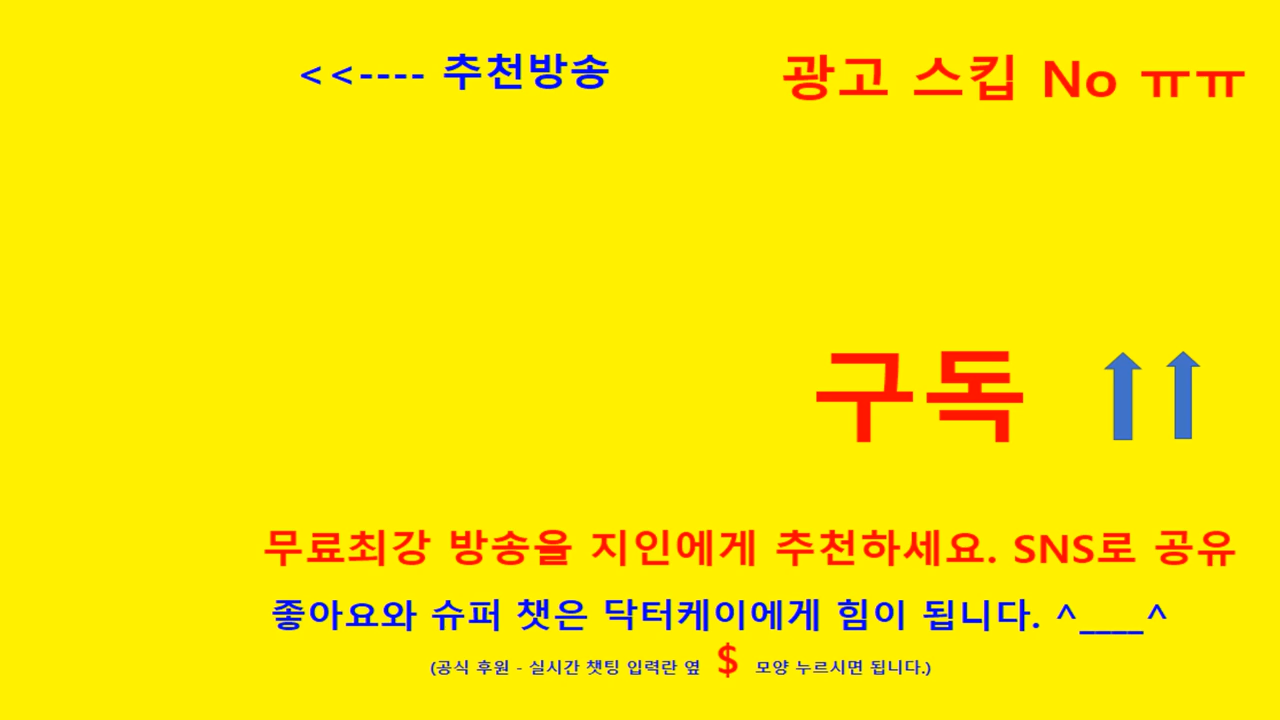 <<---- 추천방송
광고 스킵 No ㅠㅠ
구독
무료최강 방송을 지인에게 추천하세요. SNS로 공유
좋아요와 슈퍼 챗은 닥터케이에게 힘이 됩니다. ^____^
(공식 후원 - 실시간 챗팅 입력란 옆 $ 모양 누르시면 됩니다.)